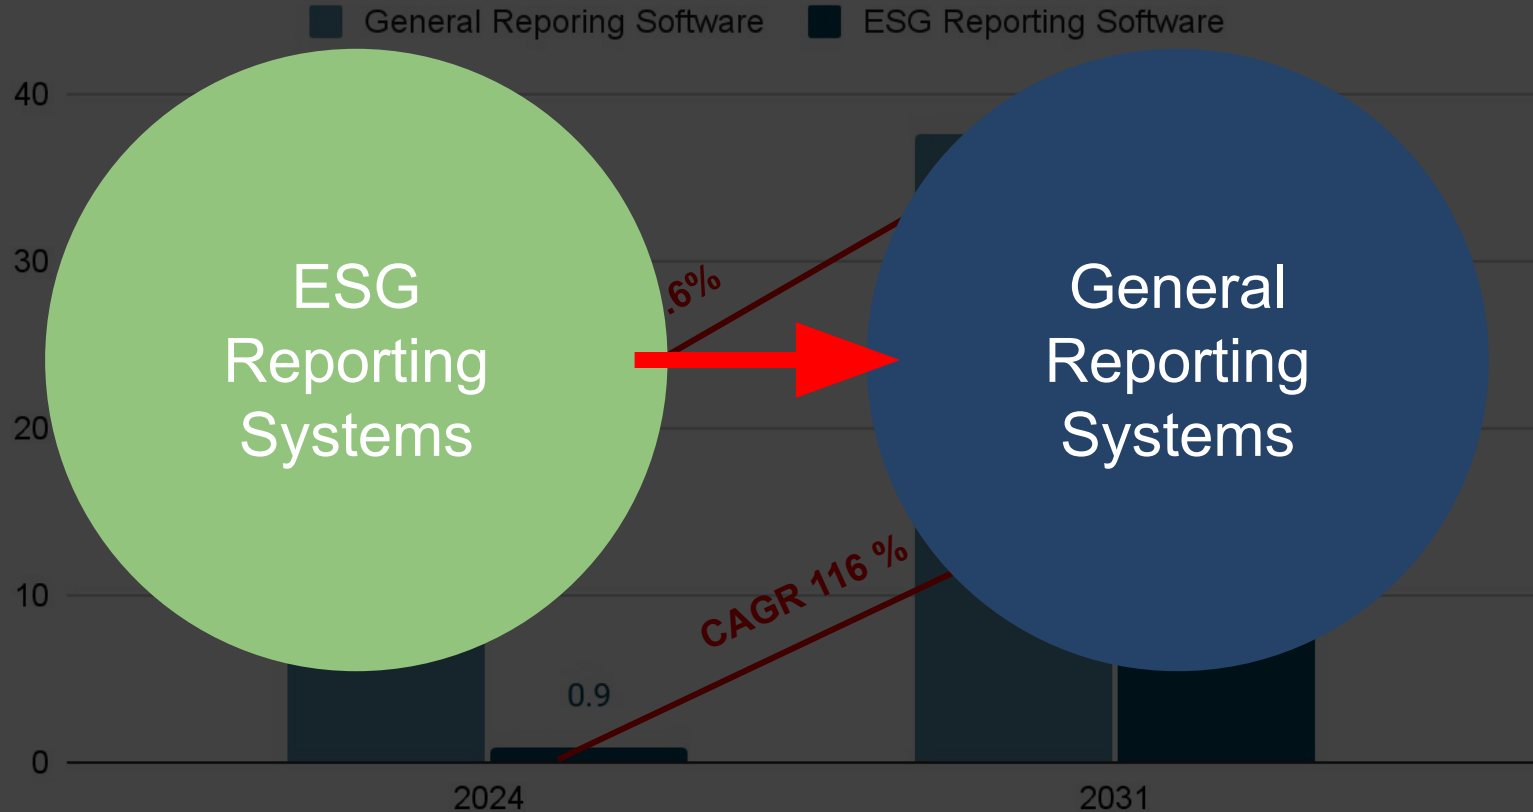 General Reporing Software
ESG Reporting Software
40
30
20
10
0
.6%
CAGR 116 %
0.9
2024
2031
ESG
Reporting
Systems
General
Reporting
Systems